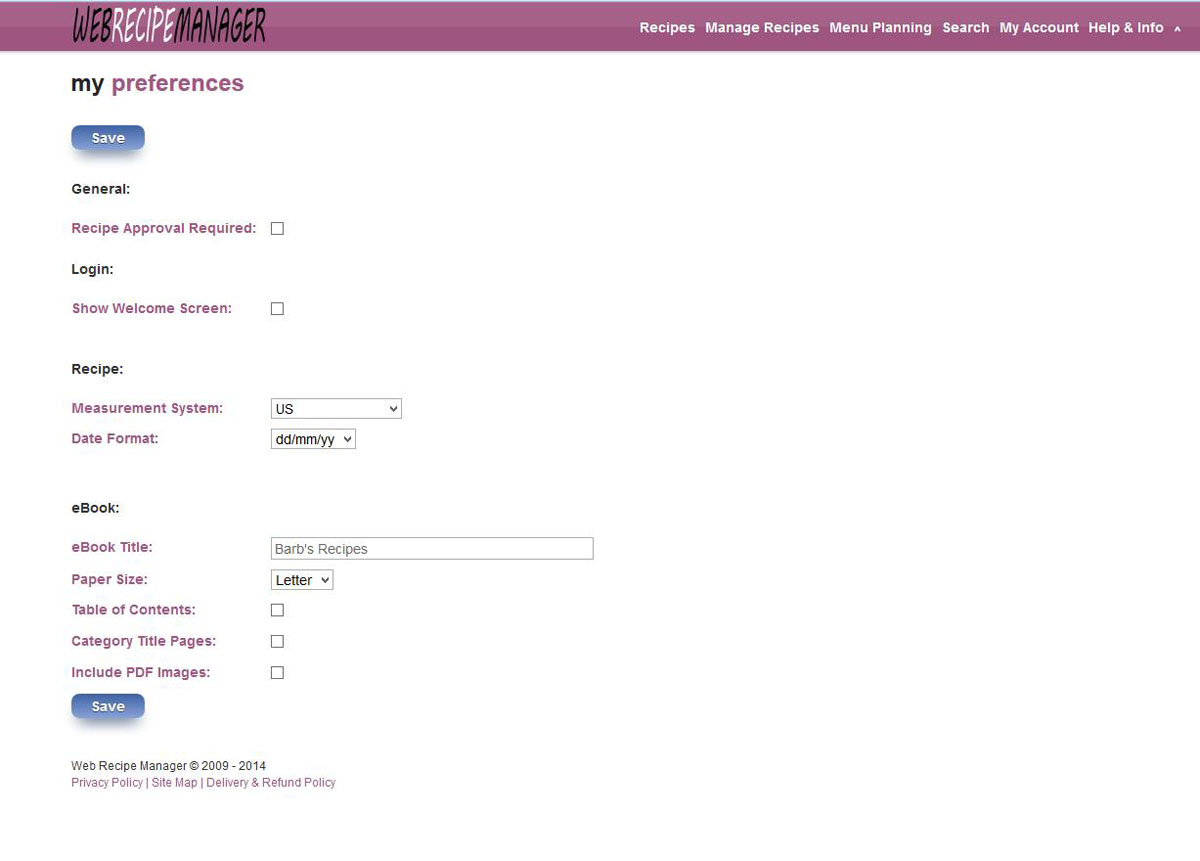 WEBRECIPEMANAGER
Recipes Manage Recipes Menu Planning Search My Account Help & Info ^
my preferences
Save
General:
Recipe Approval Required:
Login:
Show Welcome Screen:
Recipe:
Measurement System: US
Date Format: dd/mm/yy
eBook:
eBook Title: Barb's Recipes
Paper Size: Letter
Table of Contents:
Category Title Pages:
Include PDF Images:
Save
Web Recipe Manager © 2009 - 2014
Privacy Policy | Site Map | Delivery & Refund Policy